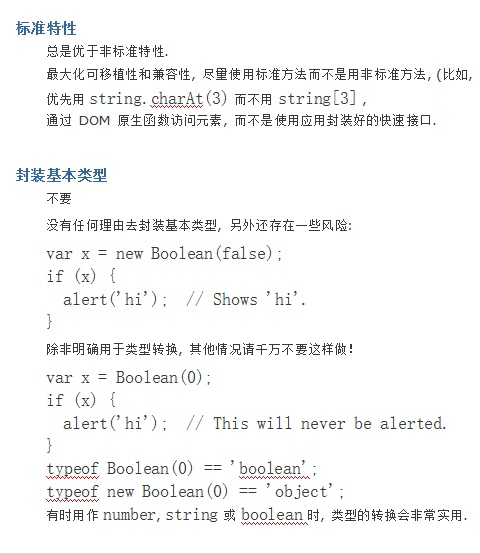 标准特性
总是优于非标准特性.
最大化可移植性和兼容性, 尽量使用标准方法而不是用非标准方法, (比如,
优先用 string.charAt(3) 而不用 string[3] ,
通过 DOM 原生函数访问元素, 而不是使用应用封装好的快速接口.
封装基本类型
不要
没有任何理由去封装基本类型, 另外还存在一些风险:
var x = new Boolean(false);
if (x) {
  alert('hi');  // Shows 'hi'.
}
除非明确用于类型转换, 其他情况请千万不要这样做!
var x = Boolean(0);
if (x) {
  alert('hi');  // This will never be alerted.
}
typeof Boolean(0) == 'boolean';
typeof new Boolean(0) == 'object';
有时用作 number, string 或 boolean 时, 类型的转换会非常实用.